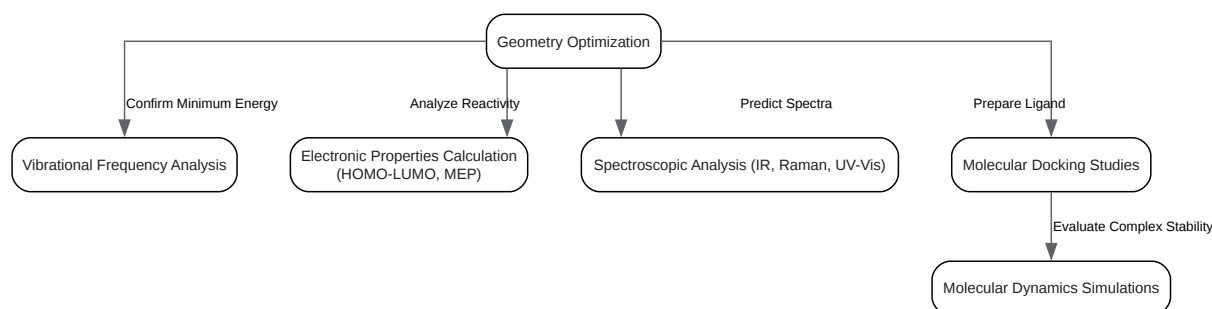 Geometry Optimization
Confirm Minimum Energy
Analyze Reactivity
Predict Spectra
Prepare Ligand
Vibrational Frequency Analysis
Electronic Properties Calculation
(HOMO-LUMO, MEP)
Spectroscopic Analysis (IR, Raman, UV-Vis)
Molecular Docking Studies
Evaluate Complex Stability
Molecular Dynamics Simulations